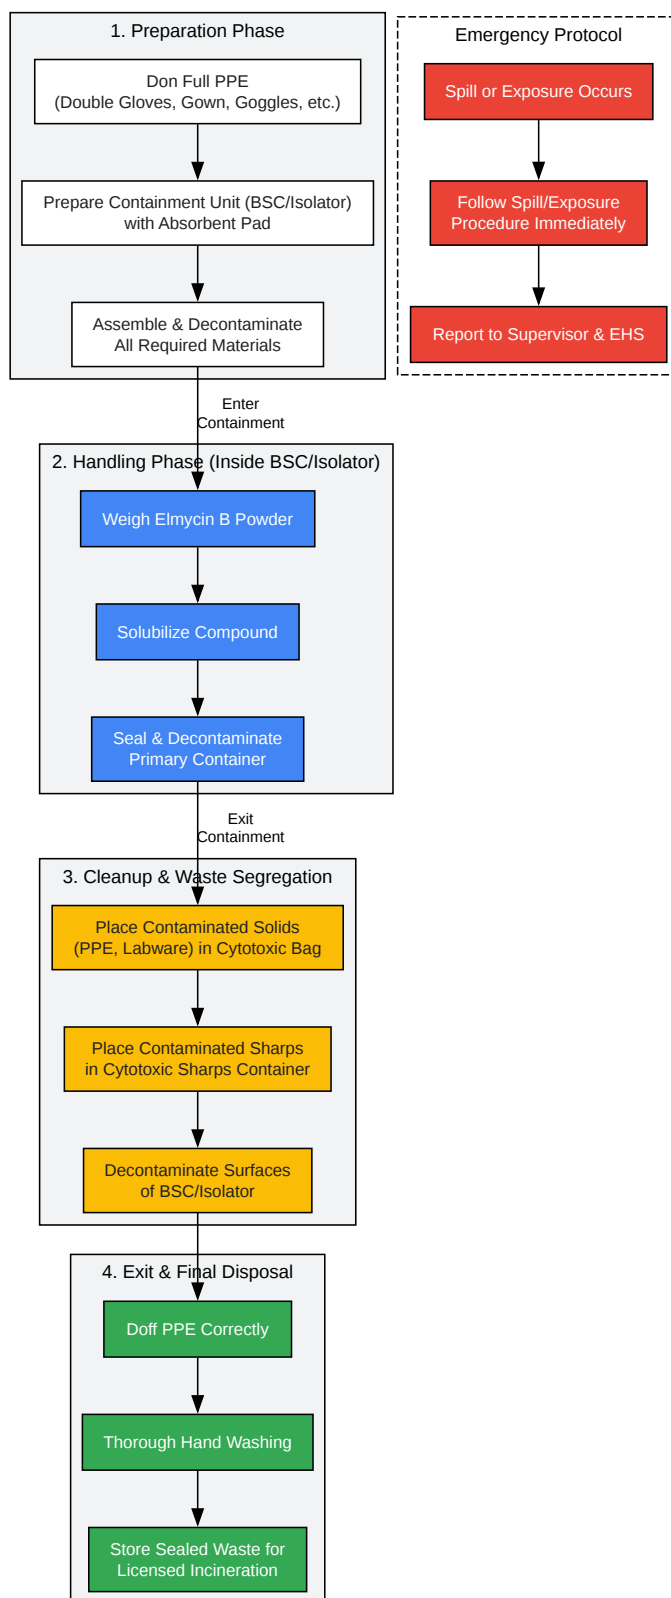 1. Preparation Phase
Don Full PPE
(Double Gloves, Gown, Goggles, etc.)
Prepare Containment Unit (BSC/Isolator)
with Absorbent Pad
Assemble & Decontaminate
All Required Materials
Emergency Protocol
Spill or Exposure Occurs
Follow Spill/Exposure
Procedure Immediately
Report to Supervisor & EHS
Enter
Containment
2. Handling Phase (Inside BSC/Isolator)
Weigh Elmycin B Powder
Solubilize Compound
Seal & Decontaminate
Primary Container
Exit
Containment
3. Cleanup & Waste Segregation
Place Contaminated Solids
(PPE, Labware) in Cytotoxic Bag
Place Contaminated Sharps
in Cytotoxic Sharps Container
Decontaminate Surfaces
of BSC/Isolator
4. Exit & Final Disposal
Doff PPE Correctly
Thorough Hand Washing
Store Sealed Waste for
Licensed Incineration